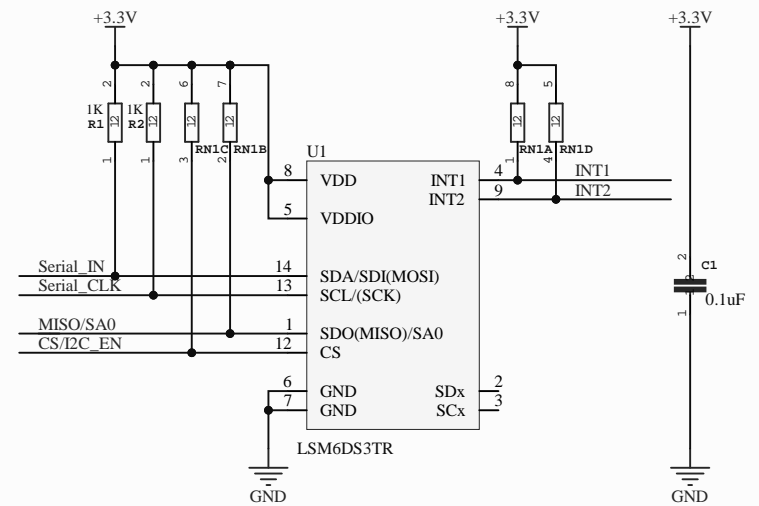 +3.3V
+3.3V
+3.3V
2
2
6
7
8
5
1K
R1
12
1K
R2
12
12
RN1C
12
RN1B
12
RN1A
12
RN1D
1
1
3
2
1
4
U1
8
VDD
INT1
4
INT1
INT2
9
INT2
5
VDDIO
2
C1
0.1uF
1
Serial_IN
14
SDA/SDI(MOSI)
Serial_CLK
13
SCL/(SCK)
MISO/SA0
1
SDO(MISO)/SA0
CS/I2C_EN
12
CS
6
GND
SDx
2
7
GND
SCx
3
LSM6DS3TR
GND
GND